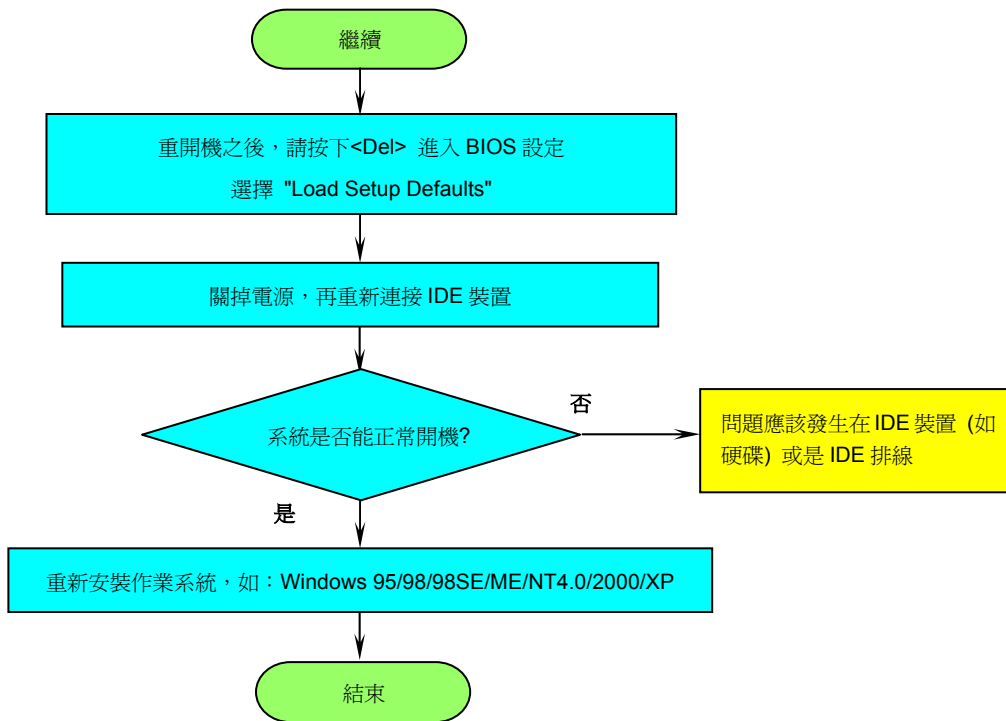 繼續
重開機之後，請按下<Del> 進入 BIOS 設定
選擇 "Load Setup Defaults"
關掉電源，再重新連接 IDE 裝置
系統是否能正常開機?
否
問題應該發生在 IDE 裝置 (如
硬碟) 或是 IDE 排線
是
重新安裝作業系統，如：Windows 95/98/98SE/ME/NT4.0/2000/XP
結束